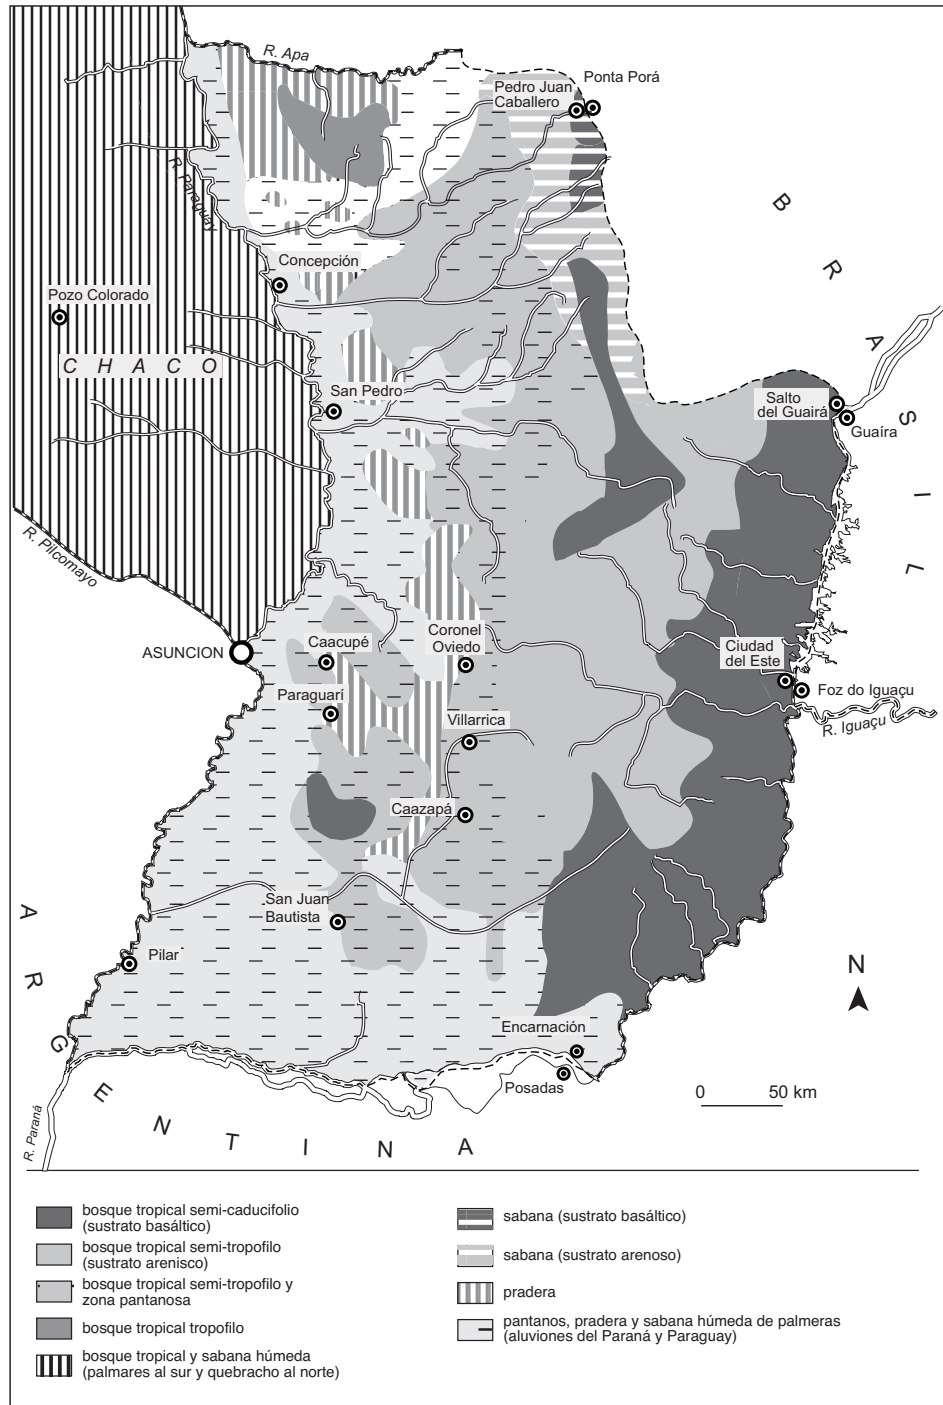 R. Apa
Ponta Porá
Pedro Juan
Caballero
R. Paraguay
B R A S I L
Concepción
Pozo Colorado
C H A C O
San Pedro
Salto
del Guairá
Guaíra
R. Pilcomayo
ASUNCION
Caacupé
Coronel
Oviedo
Ciudad
del Este
Paraguarí
Foz do Iguaçu
R. Iguaçu
Villarrica
Caazapá
San Juan
Bautista
Pilar
N
Encarnación
Posadas
0 50 km
A R G E N T I N A
R. Paraná
bosque tropical semi-caducifolio
(sustrato basáltico)
bosque tropical semi-tropofilo
(sustrato arenisco)
bosque tropical semi-tropofilo y
zona pantanosa
bosque tropical tropofilo
bosque tropical y sabana húmeda
(palmares al sur y quebracho al norte)
sabana (sustrato basáltico)
sabana (sustrato arenoso)
pradera
pantanos, pradera y sabana húmeda de palmeras
(aluviones del Paraná y Paraguay)